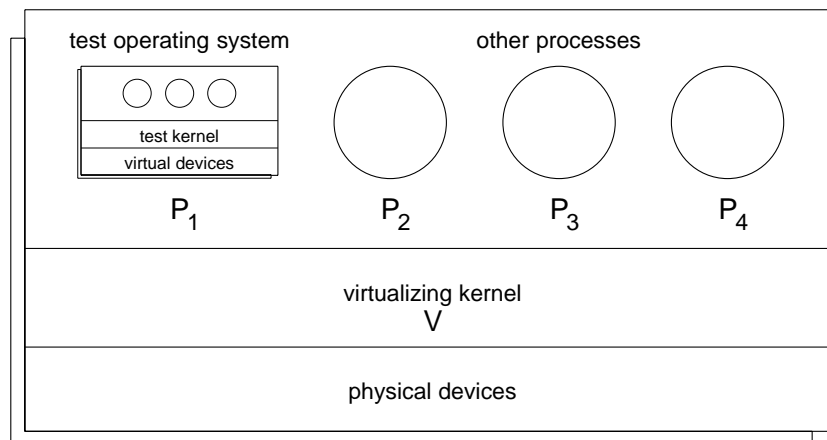 test operating system
other processes
test kernel
virtual devices
P1
P2
P3
P4
virtualizing kernel
V
physical devices